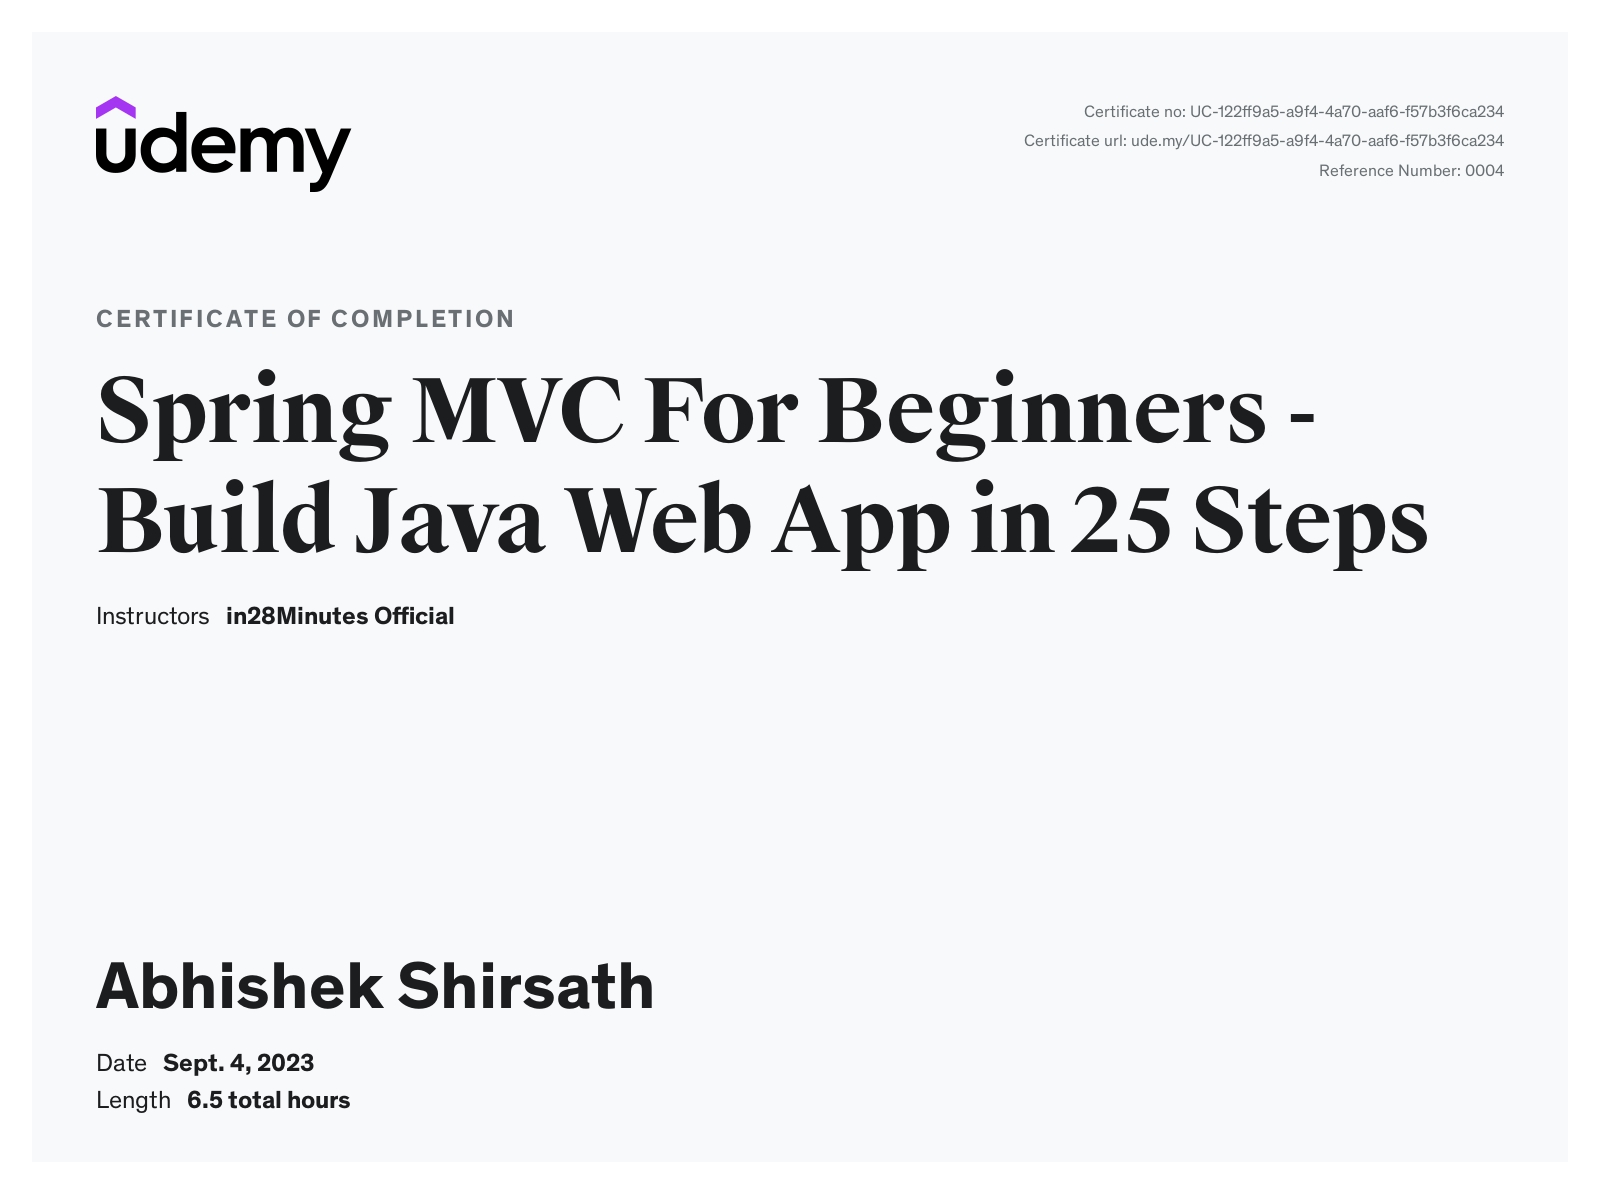 udemy
Certificate no: UC-122ff9a5-a9f4-4a70-aaf6-f57b3f6ca234
Certificate url: ude.my/UC-122ff9a5-a9f4-4a70-aaf6-f57b3f6ca234
Reference Number: 0004
CERTIFICATE OF COMPLETION
Spring MVC For Beginners -
Build Java Web App in 25 Steps
Instructors in28Minutes Official
Abhishek Shirsath
Date Sept. 4, 2023
Length 6.5 total hours